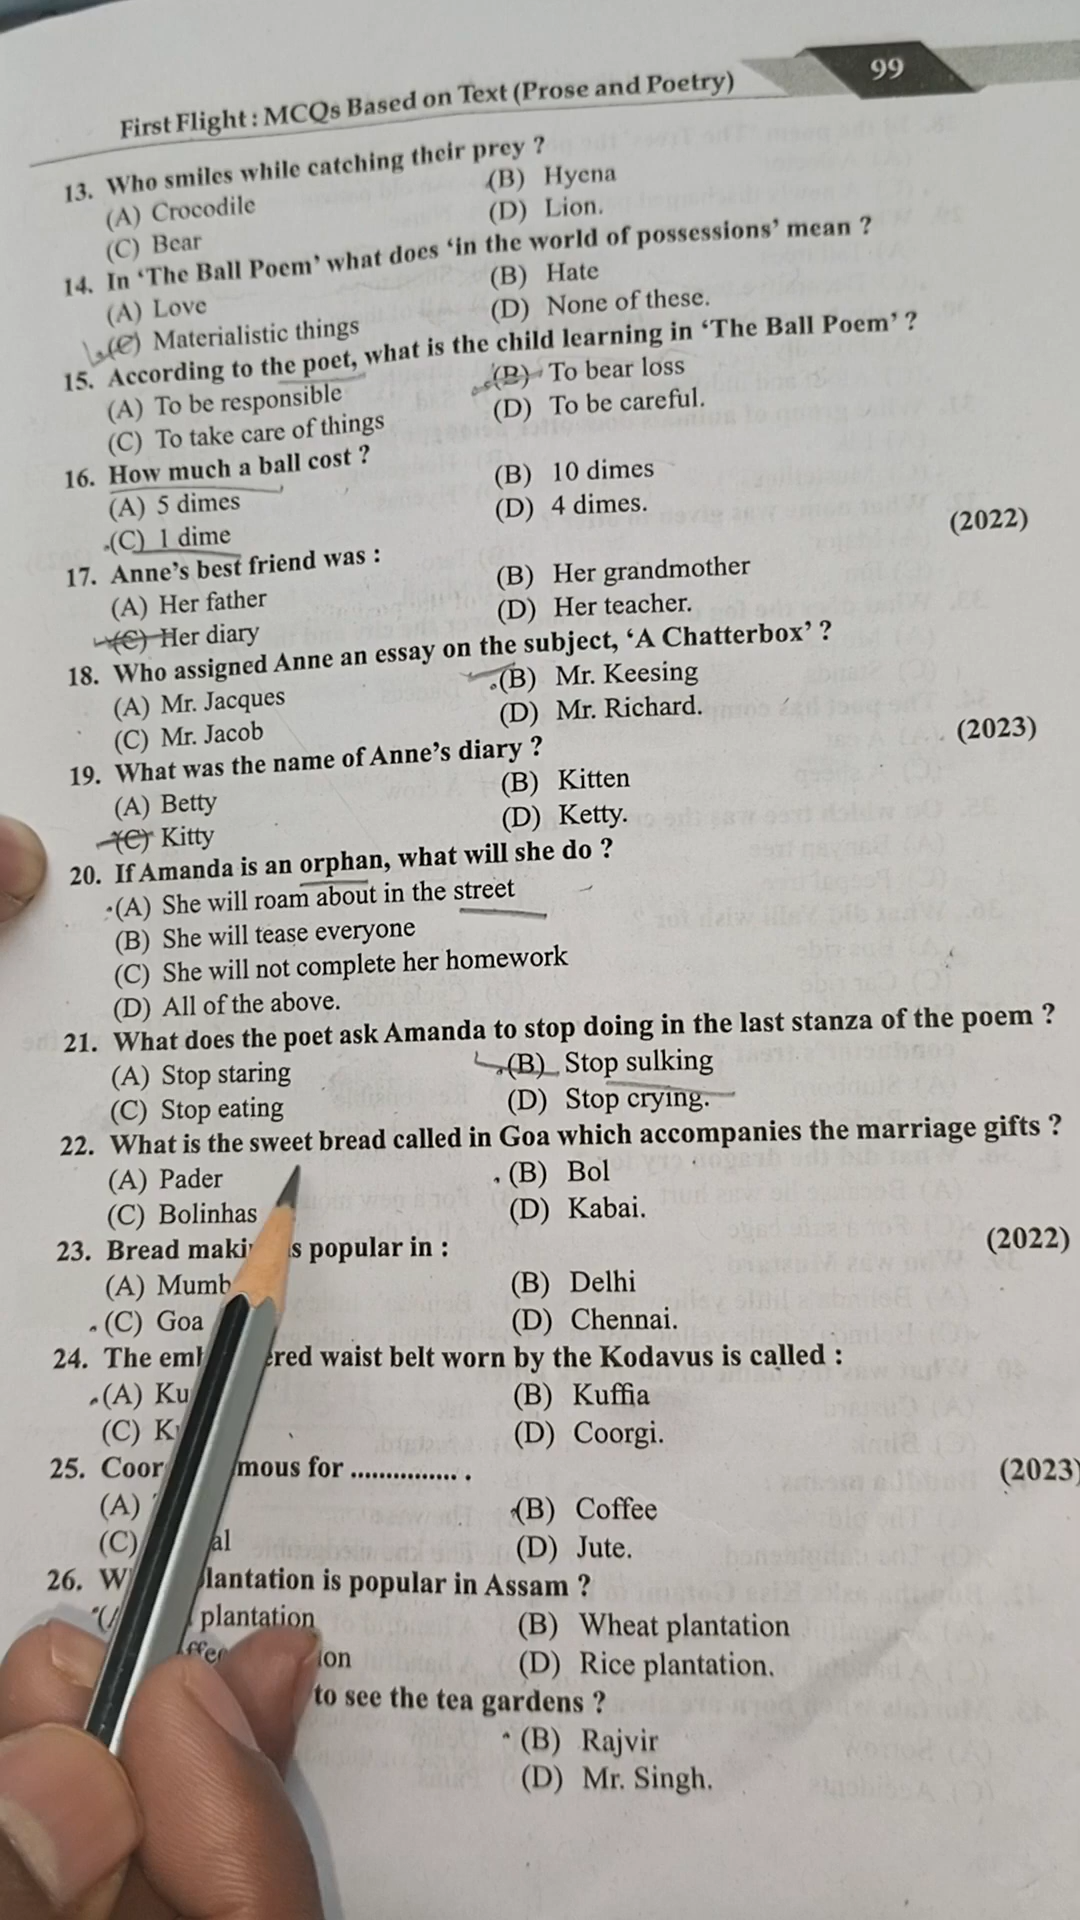 99
First Flight : MCQs Based on Text (Prose and Poetry)
13. Who smiles while catching their prey ?
(A) Crocodile (B) Hyena
(C) Bear (D) Lion.
14. In ‘The Ball Poem’ what does ‘in the world of possessions’ mean ?
(A) Love (B) Hate
(C) Materialistic things (D) None of these.
15. According to the poet, what is the child learning in ‘The Ball Poem’ ?
(A) To be responsible (B) To bear loss
(C) To take care of things (D) To be careful.
16. How much a ball cost ?
(A) 5 dimes (B) 10 dimes
(C) 1 dime (D) 4 dimes.
17. Anne’s best friend was : (2022)
(A) Her father (B) Her grandmother
(C) Her diary (D) Her teacher.
18. Who assigned Anne an essay on the subject, ‘A Chatterbox’ ?
(A) Mr. Jacques (B) Mr. Keesing
(C) Mr. Jacob (D) Mr. Richard.
19. What was the name of Anne’s diary ? (2023)
(A) Betty (B) Kitten
(C) Kitty (D) Ketty.
20. If Amanda is an orphan, what will she do ?
(A) She will roam about in the street
(B) She will tease everyone
(C) She will not complete her homework
(D) All of the above.
21. What does the poet ask Amanda to stop doing in the last stanza of the poem ?
(A) Stop staring (B) Stop sulking
(C) Stop eating (D) Stop crying.
22. What is the sweet bread called in Goa which accompanies the marriage gifts ?
(A) Pader (B) Bol
(C) Bolinhas (D) Kabai.
23. Bread popular in : (2022)
(A) (B) Delhi
(C) Goa (D) Chennai.
24. The waist belt worn by the Kodavus is called :
(A) (B) Kuffia
(C) (D) Coorgi.
25. for ............... . (2023)
(A) (B) Coffee
(C) (D) Jute.
26. plantation is popular in Assam ?
plantation (B) Wheat plantation
(D) Rice plantation.
to see the tea gardens ?
(B) Rajvir
(D) Mr. Singh.